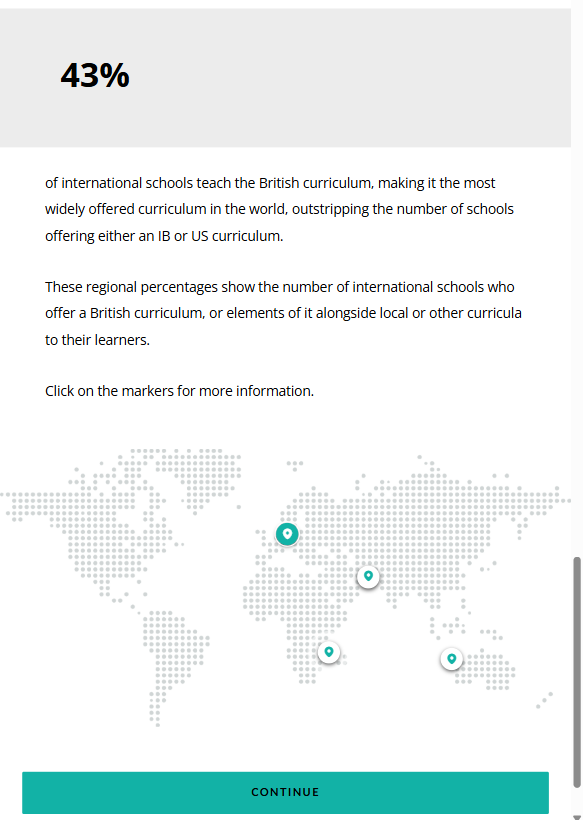 43%
of international schools teach the British curriculum, making it the most
widely offered curriculum in the world, outstripping the number of schools
offering either an IB or US curriculum.
These regional percentages show the number of international schools who
offer a British curriculum, or elements of it alongside local or other curricula
to their learners.
Click on the markers for more information.
CONTINUE